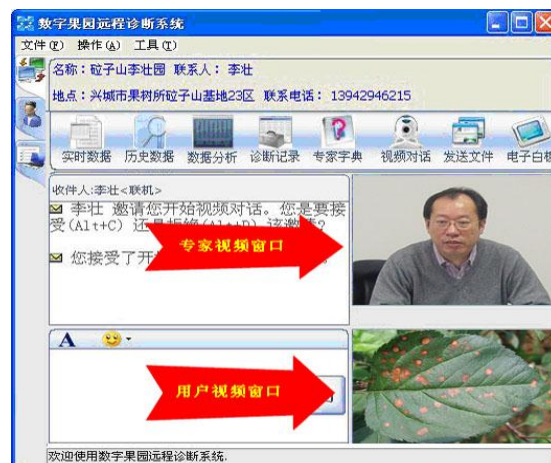 数字果园远程诊断系统
文件(F) 操作(A) 工具(T)
名称：砬子山李壮园 联系人：李壮
地点：兴城市果树所砬子山基地23区 联系电话：13942946215
实时数据 历史数据 数据分析 诊断记录 专家字典 视频对话 发送文件 电子白板
收件人:李壮<联机>
李壮 邀请您开始视频对话。您是要接
受(Alt+C) 还是拒绝(Alt+D) 该邀请?
专家视频窗口
您接受了开
A
用户视频窗口
欢迎使用数字果园远程诊断系统.